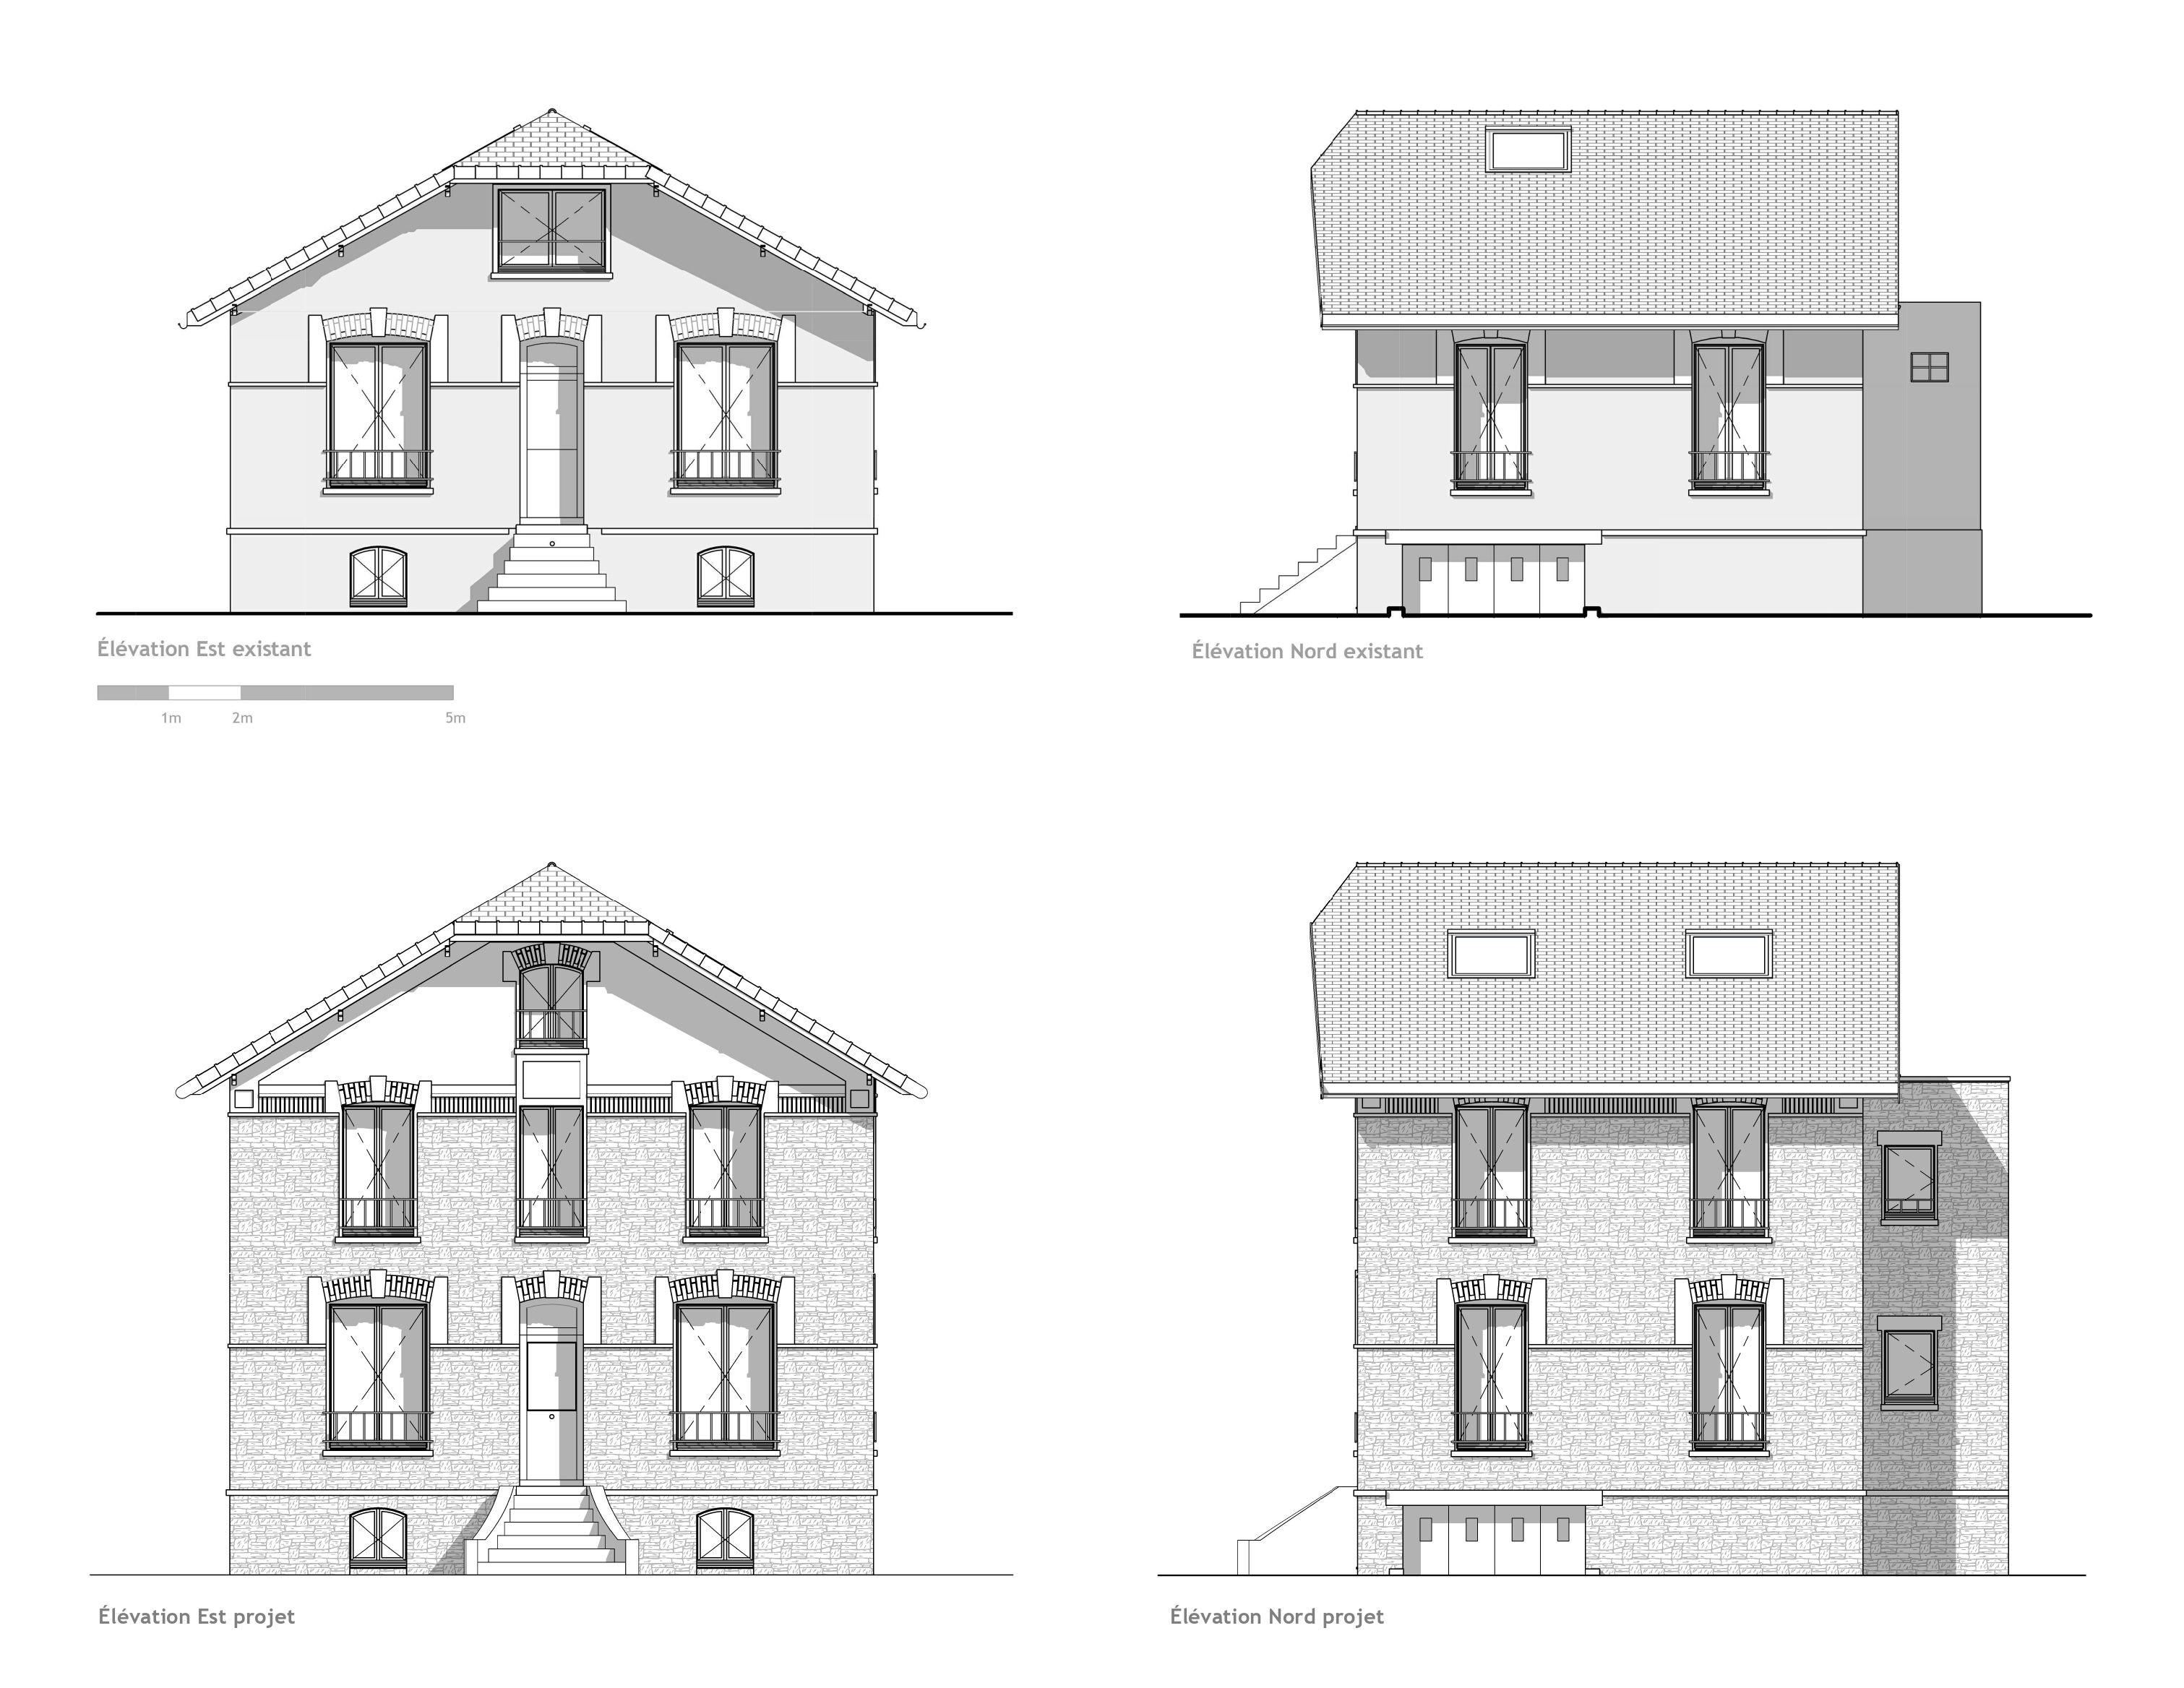 Élévation Est existant
Élévation Nord existant
1m 2m 5m
Élévation Est projet
Élévation Nord projet